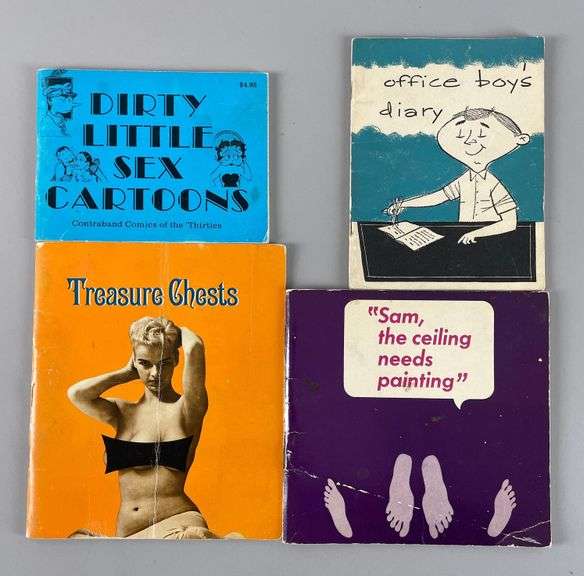 $4.95
DIRTY
LITTLE
SEX
CARTOONS
Contraband Comics of the 'Thirties
office boy's
diary
Treasure Chests
"Sam,
the ceiling
needs
painting"